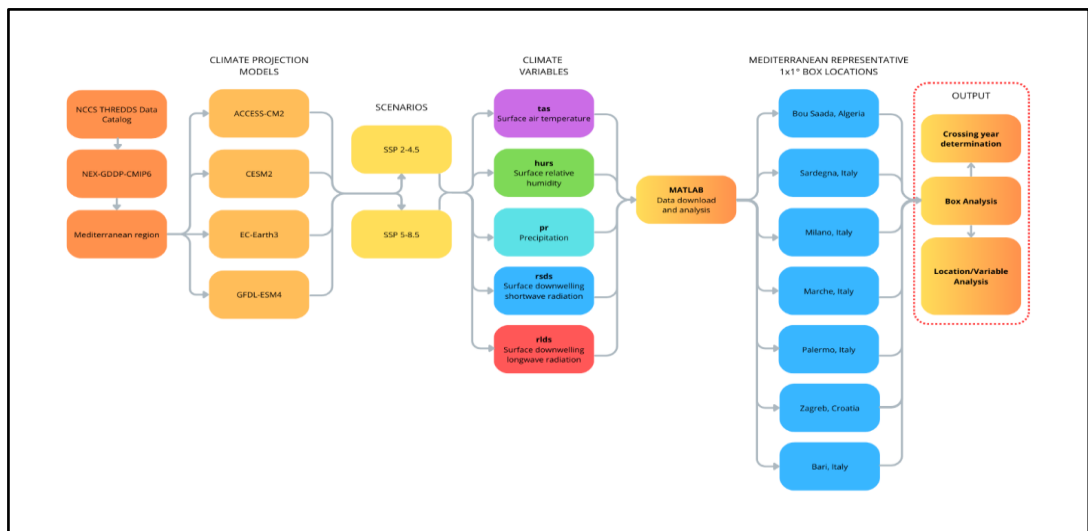 NCCS THREDDS Data
Catalog
NEX-GDDP-CMIP6
Mediterranean region
CLIMATE PROJECTION
MODELS
ACCESS-CM2
CESM2
EC-Earth3
GFDL-ESM4
SCENARIOS
SSP 2-4.5
SSP 5-8.5
CLIMATE
VARIABLES
tas
Surface air temperature
hurs
Surface relative
humidity
pr
Precipitation
rsds
Surface downwelling
shortwave radiation
rlds
Surface downwelling
longwave radiation
MATLAB
Data download
and analysis
MEDITERRANEAN REPRESENTATIVE
1x1° BOX LOCATIONS
Bou Saada, Algeria
Sardegna, Italy
Milano, Italy
Marche, Italy
Palermo, Italy
Zagreb, Croatia
Bari, Italy
OUTPUT
Crossing year
determination
Box Analysis
Location/Variable
Analysis